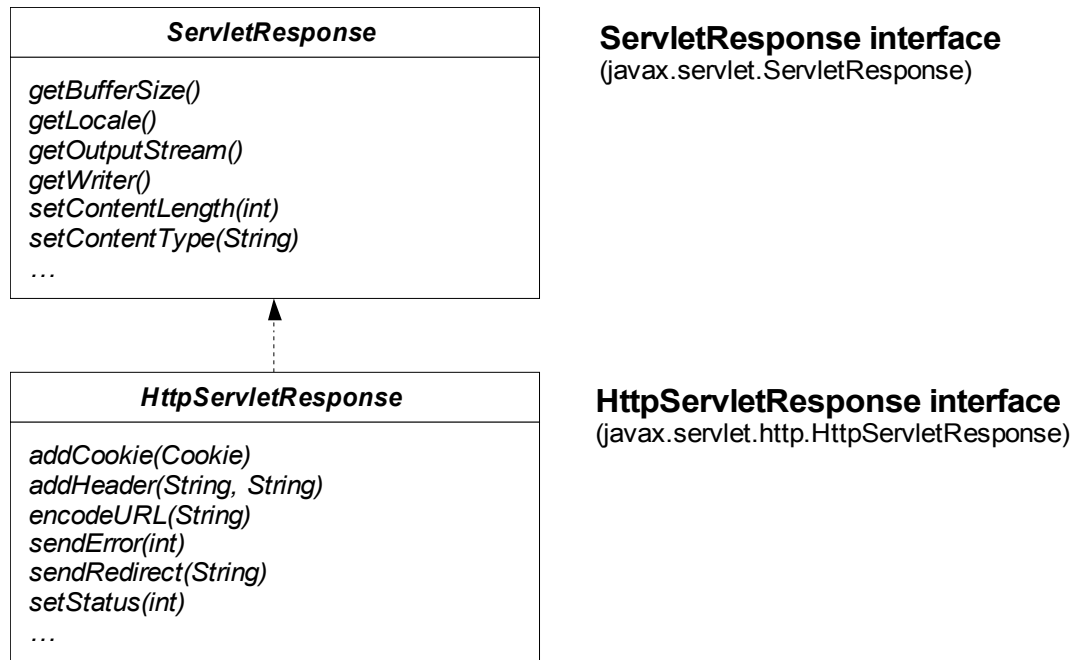 ServletResponse
getBufferSize()
getLocale()
getOutputStream()
getWriter()
setContentLength(int)
setContentType(String)
…
ServletResponse interface
(javax.servlet.ServletResponse)
HttpServletResponse
addCookie(Cookie)
addHeader(String, String)
encodeURL(String)
sendError(int)
sendRedirect(String)
setStatus(int)
…
HttpServletResponse interface
(javax.servlet.http.HttpServletResponse)